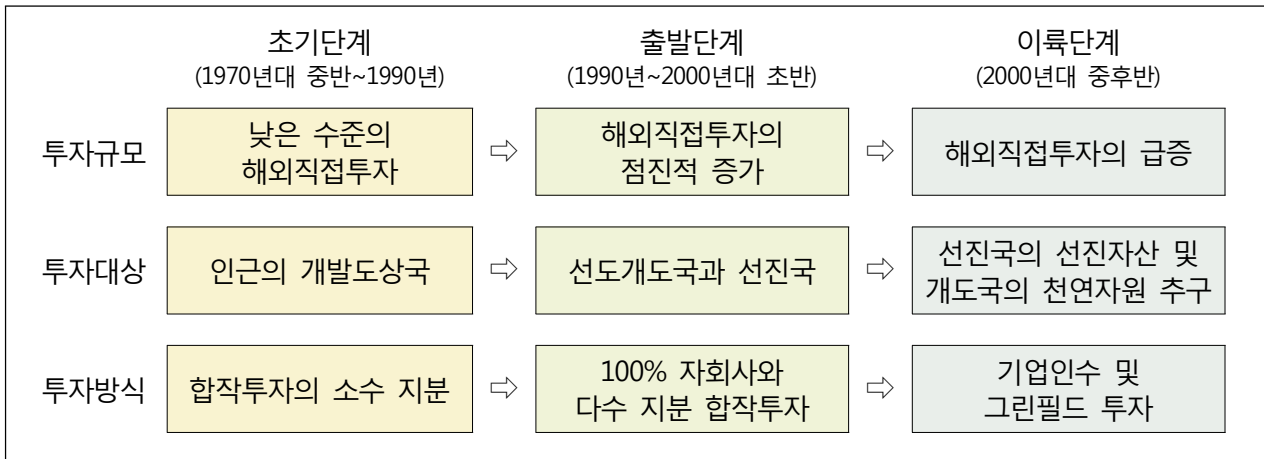 초기단계
(1970년대 중반~1990년)
출발단계
(1990년~2000년대 초반)
이륙단계
(2000년대 중후반)
투자규모
낮은 수준의
해외직접투자
⇨
해외직접투자의
점진적 증가
⇨
해외직접투자의 급증
투자대상
인근의 개발도상국
⇨
선도개도국과 선진국
⇨
선진국의 선진자산 및
개도국의 천연자원 추구
투자방식
합작투자의 소수 지분
⇨
100% 자회사와
다수 지분 합작투자
⇨
기업인수 및
그린필드 투자